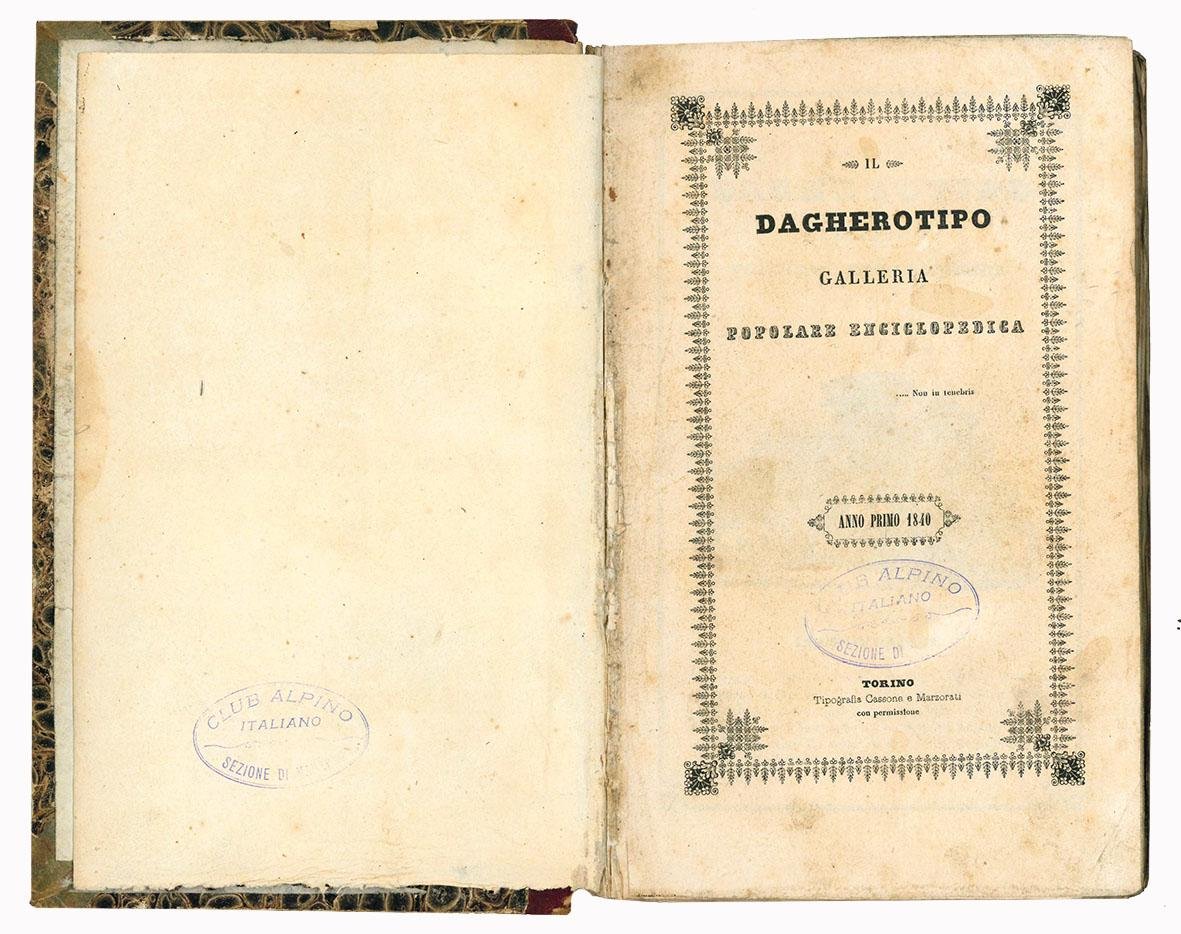 CLUB ALPINO
ITALIANO
SEZIONE DI
IL
DAGHEROTIPO
GALLERIA
POPOLARE ENCICLOPEDICA
..... Non in tenebris
ANNO PRIMO 1840
ALPINO
ITALIANO
SEZIONE DI
TORINO
Tipografia Cassone e Marzorati
con permissione